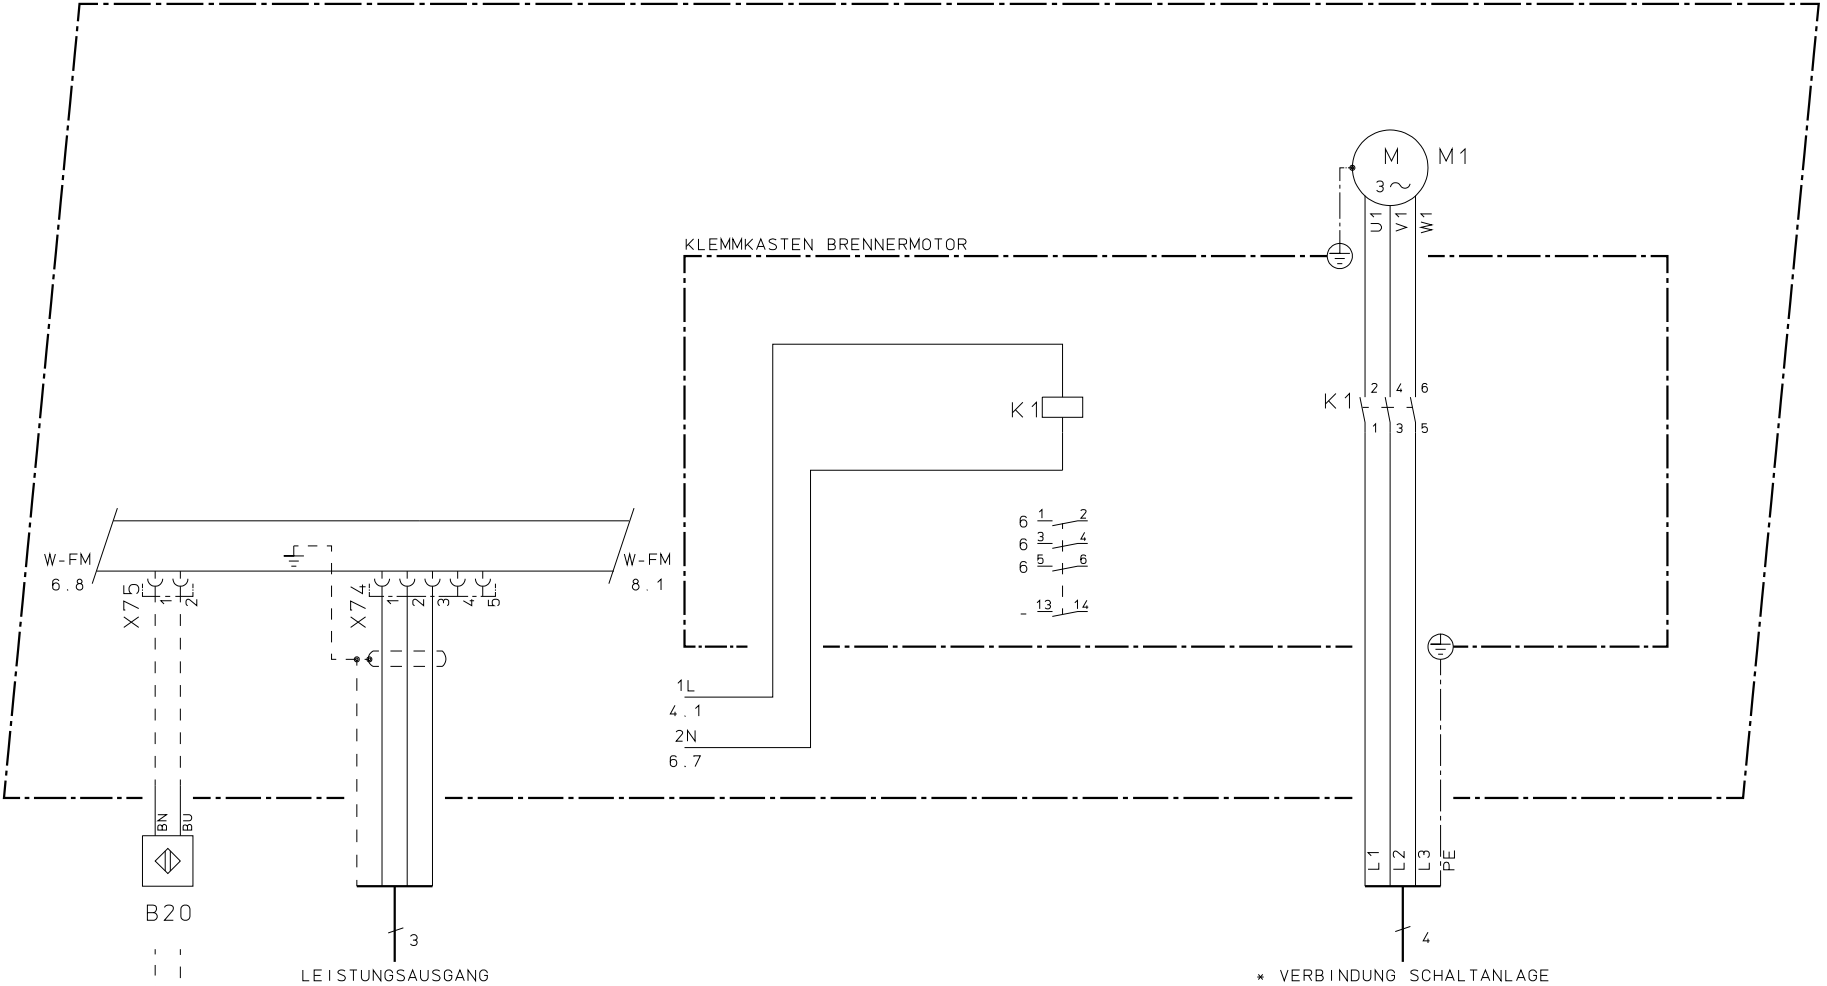 M
3
M1
U1
V1
W1
KLEMMKASTEN BRENNERMOTOR
K1
K1
2
4
6
1
3
5
6 1 2
6 3 4
6 5 6
- 13 14
W-FM
6.8
W-FM
8.1
X75
1
2
X74
1
2
3
4
5
1L
4.1
2N
6.7
BN
BU
B20
L1
L2
L3
PE
3
4
LEISTUNGSAUSGANG
* VERBINDUNG SCHALTANLAGE